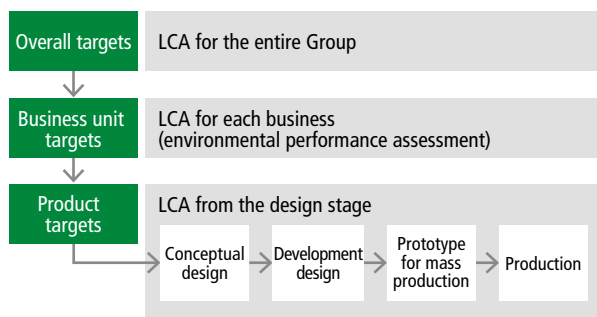 Overall targets
LCA for the entire Group
Business unit
targets
LCA for each business
(environmental performance assessment)
Product
targets
LCA from the design stage
Conceptual
design
Development
design
Prototype
for mass
production
Production